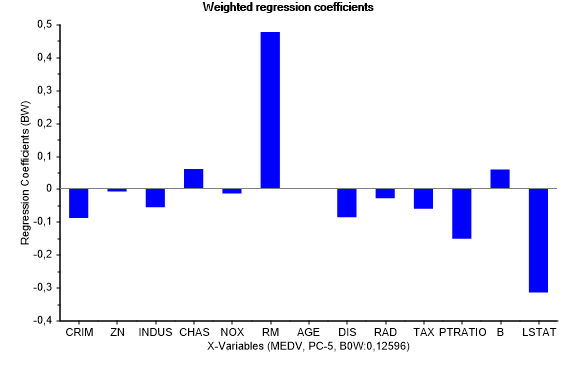 Weighted regression coefficients
Regression Coefficients (BW)
0,5
0,4
0,3
0,2
0,1
0
-0,1
-0,2
-0,3
-0,4
CRIM ZN INDUS CHAS NOX RM AGE DIS RAD TAX PTRATIO B LSTAT
X-Variables (MEDV, PC-5, B0W:0,12596)